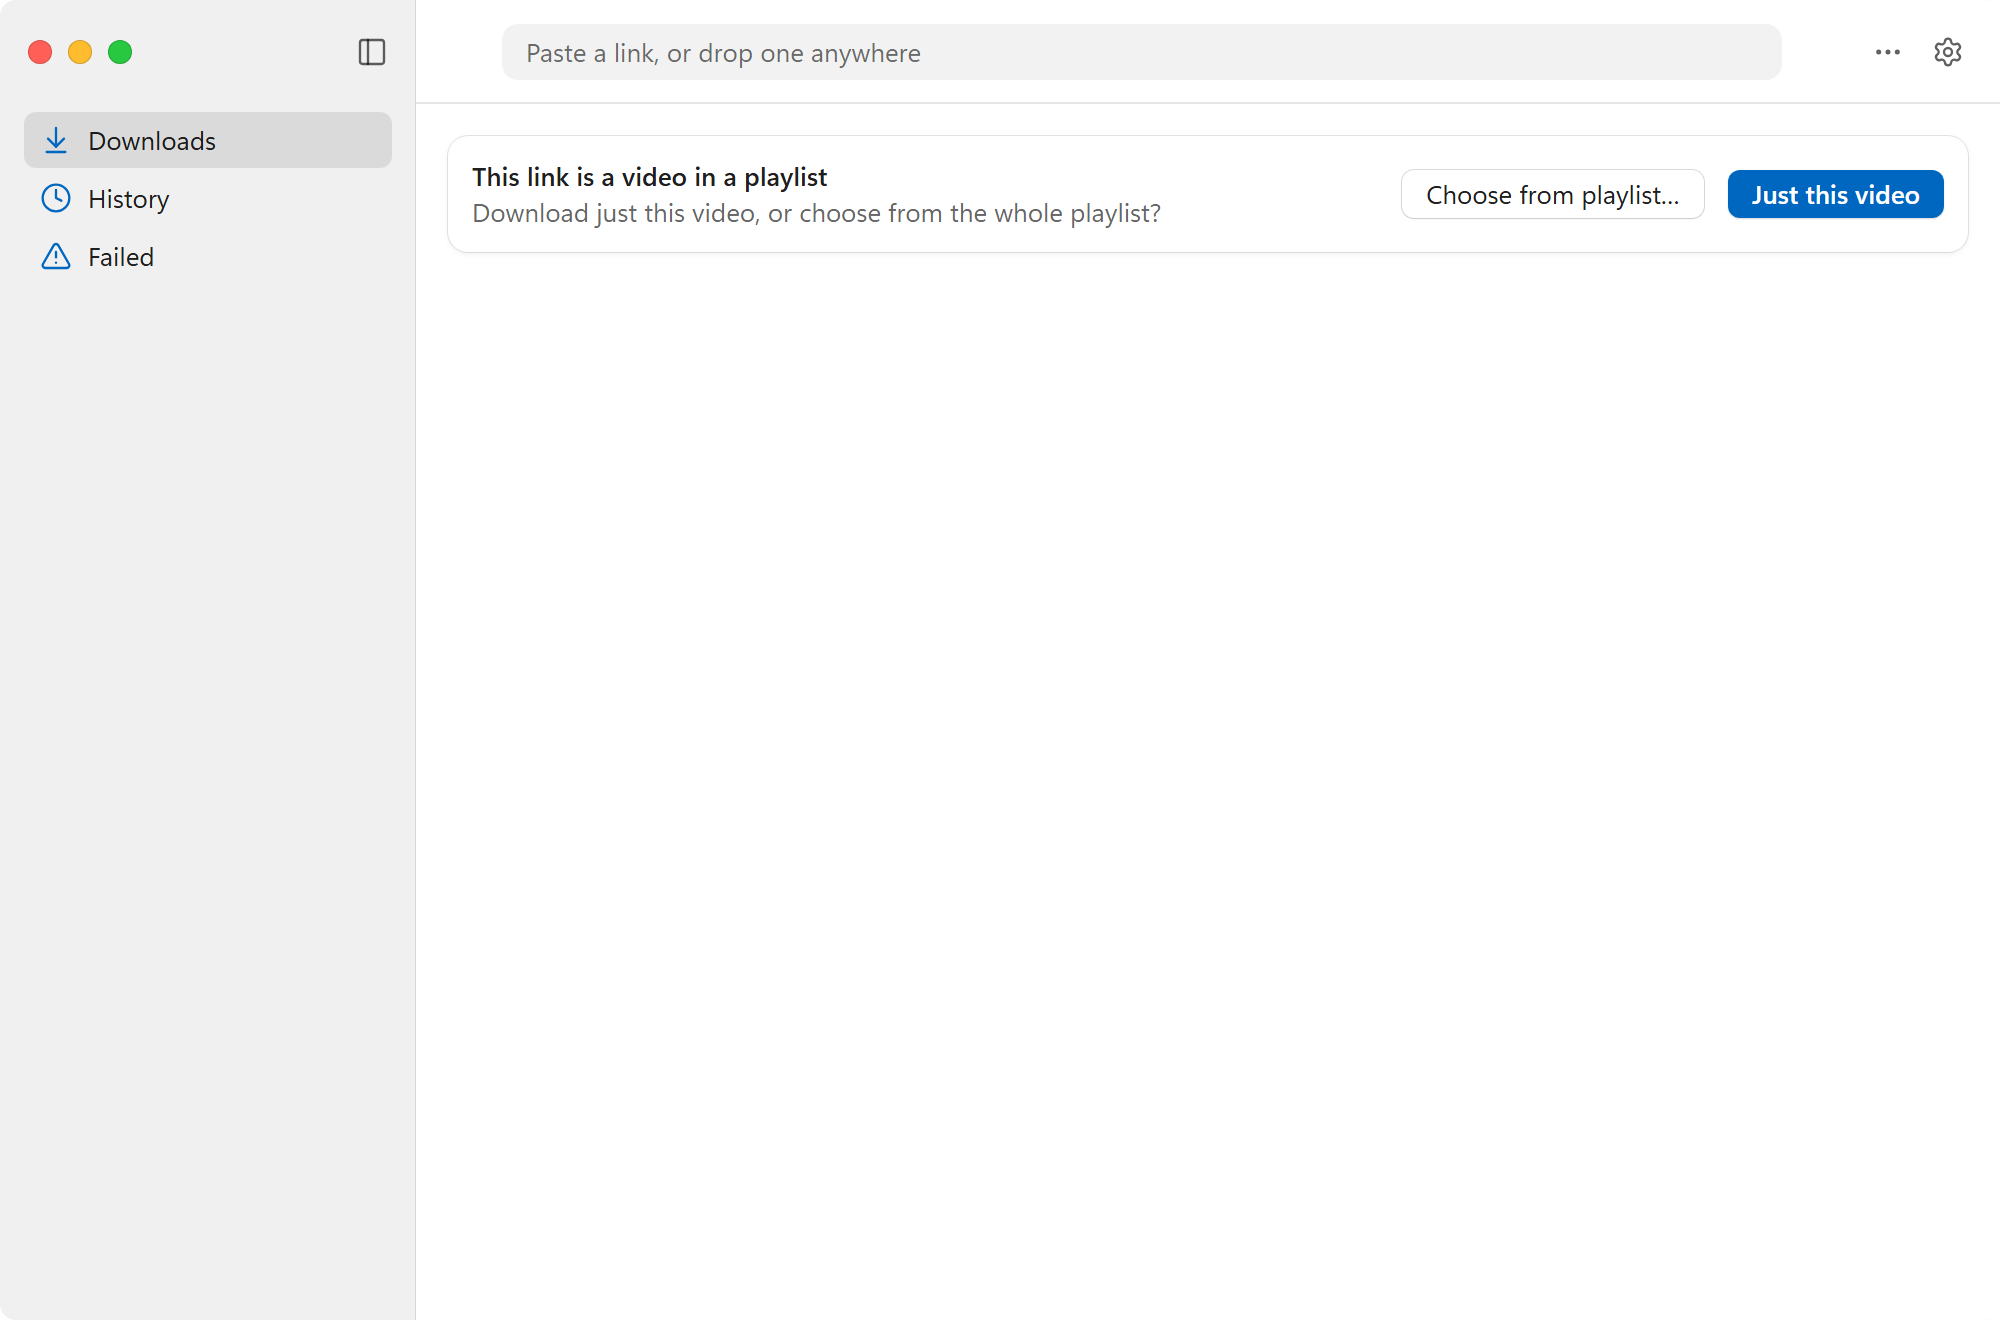 Paste a link, or drop one anywhere
Downloads
History
Failed
This link is a video in a playlist
Download just this video, or choose from the whole playlist?
Choose from playlist...
Just this video